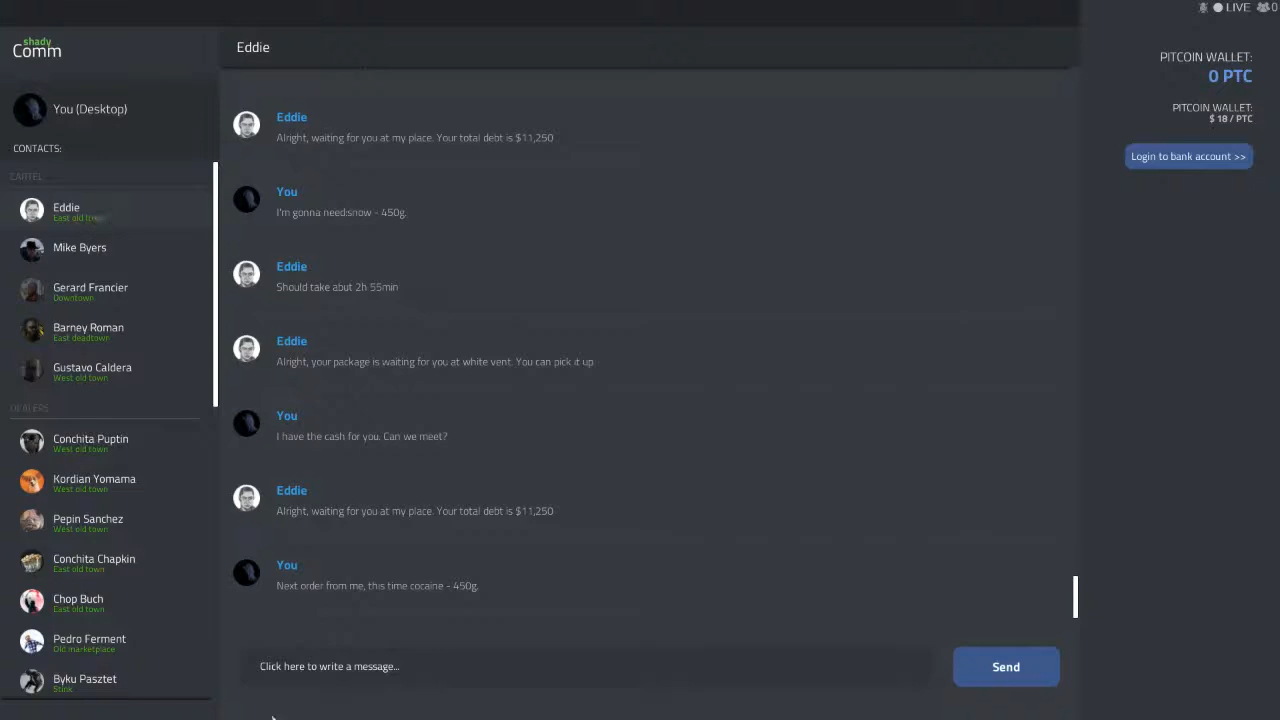 LIVE 0
shady
Comm
You (Desktop)
CONTACTS:
CARTEL
Eddie
East old town
Mike Byers
Gerard Francier
Downtown
Barney Roman
East deadtown
Gustavo Caldera
West old town
DEALERS
Conchita Puptin
West old town
Kordian Yomama
West old town
Pepin Sanchez
West old town
Conchita Chapkin
East old town
Chop Buch
East old town
Pedro Ferment
Old marketplace
Byku Pasztet
Stink
Eddie
Eddie
Alright, waiting for you at my place. Your total debt is $11,250
You
I'm gonna need:snow - 450g.
Eddie
Should take abut 2h 55min
Eddie
Alright, your package is waiting for you at white vent. You can pick it up
You
I have the cash for you. Can we meet?
Eddie
Alright, waiting for you at my place. Your total debt is $11,250
You
Next order from me, this time cocaine - 450g.
Click here to write a message...
Send
PITCOIN WALLET:
0 PTC
PITCOIN WALLET:
$ 18 / PTC
Login to bank account >>